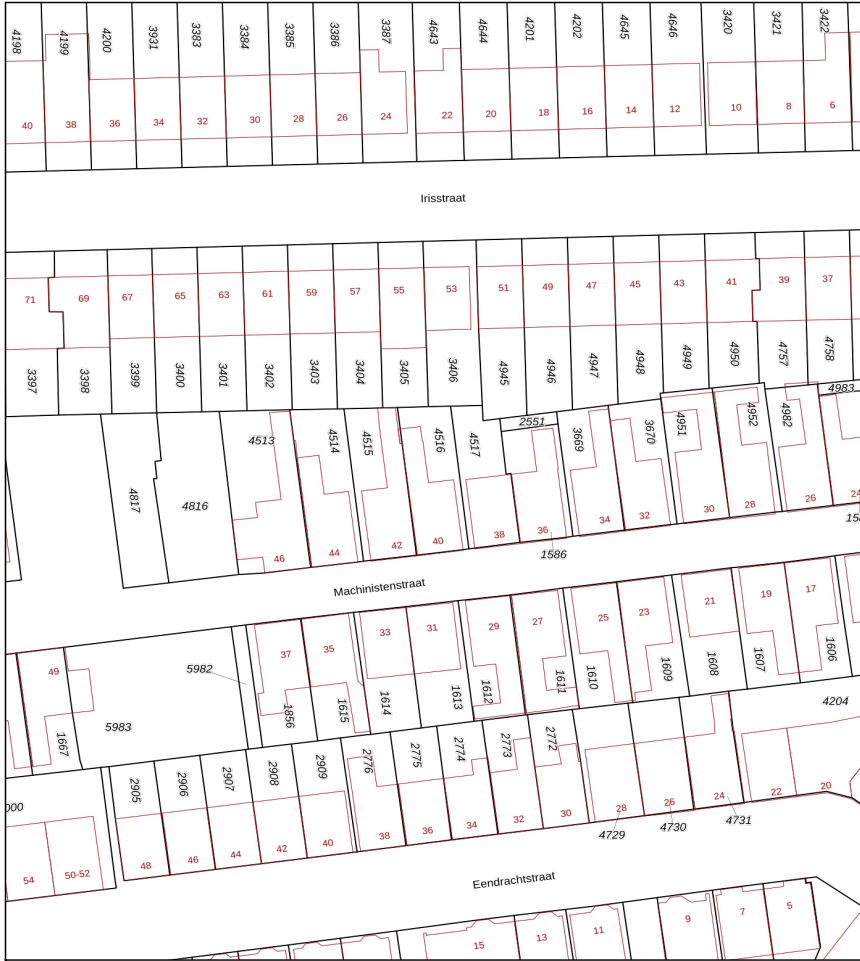 4198 4199 4200 3931 3383 3384 3385 3386 3387 4643 4644 4201 4202 4645 4646 3420 3421 3422
40 38 36 34 32 30 28 26 24 22 20 18 16 14 12 10 8 6
Irisstraat
71 69 67 65 63 61 59 57 55 53 51 49 47 45 43 41 39 37
3397 3398 3399 3400 3401 3402 3403 3404 3405 3406 4945 4946 4947 4948 4949 4950 4757 4758
4983
4817 4816 4513 4514 4515 4516 4517 2551 3669 3670 4951 4952 4982
46 44 42 40 38 36 34 32 30 28 26 24
1586
Machinistenstraat
49 37 35 33 31 29 27 25 23 21 19 17
5982
5983
1667 1856 1615 1614 1613 1612 1611 1610 1609 1608 1607 1606
4204
2905 2906 2907 2908 2909 2776 2775 2774 2773 2772
54 50-52 48 46 44 42 40 38 36 34 32 30 28 26 24 22 20
4729 4730 4731
Eendrachtstraat
15 13 11 9 7 5